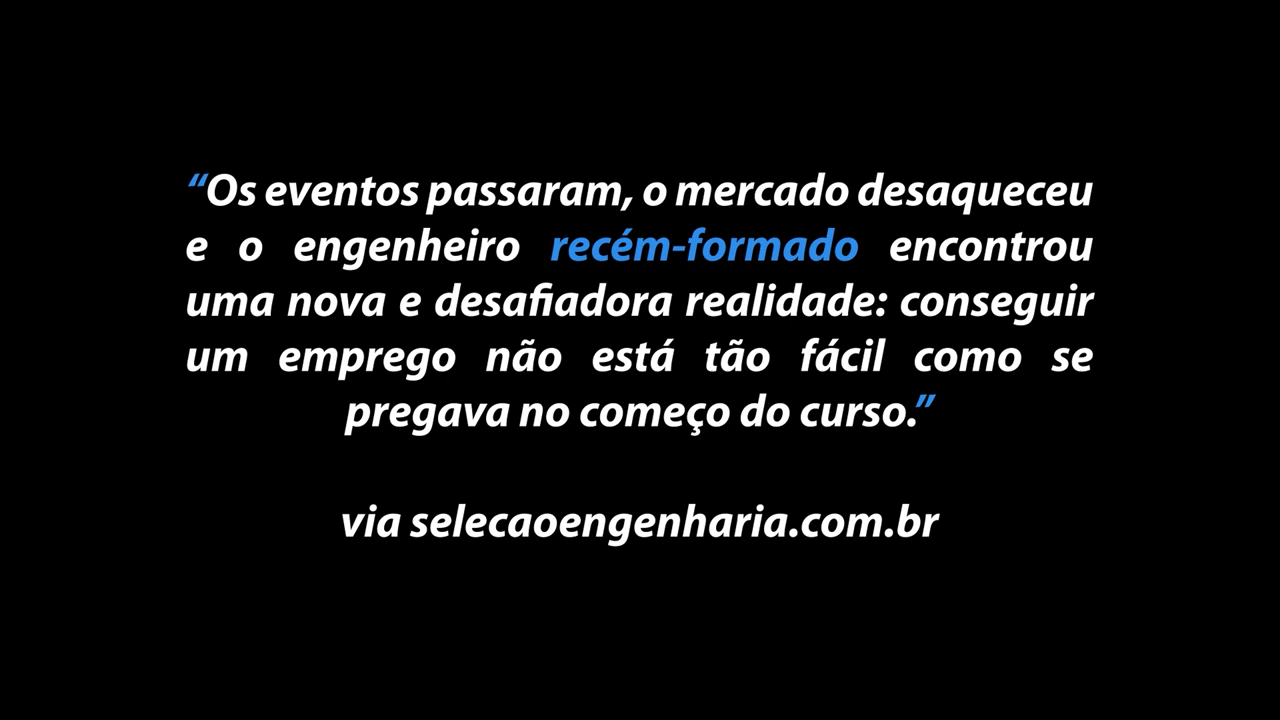 “Os eventos passaram, o mercado desaqueceu
e o engenheiro recém-formado encontrou
uma nova e desafiadora realidade: conseguir
um emprego não está tão fácil como se
pregava no começo do curso.”
via selecaoengenharia.com.br